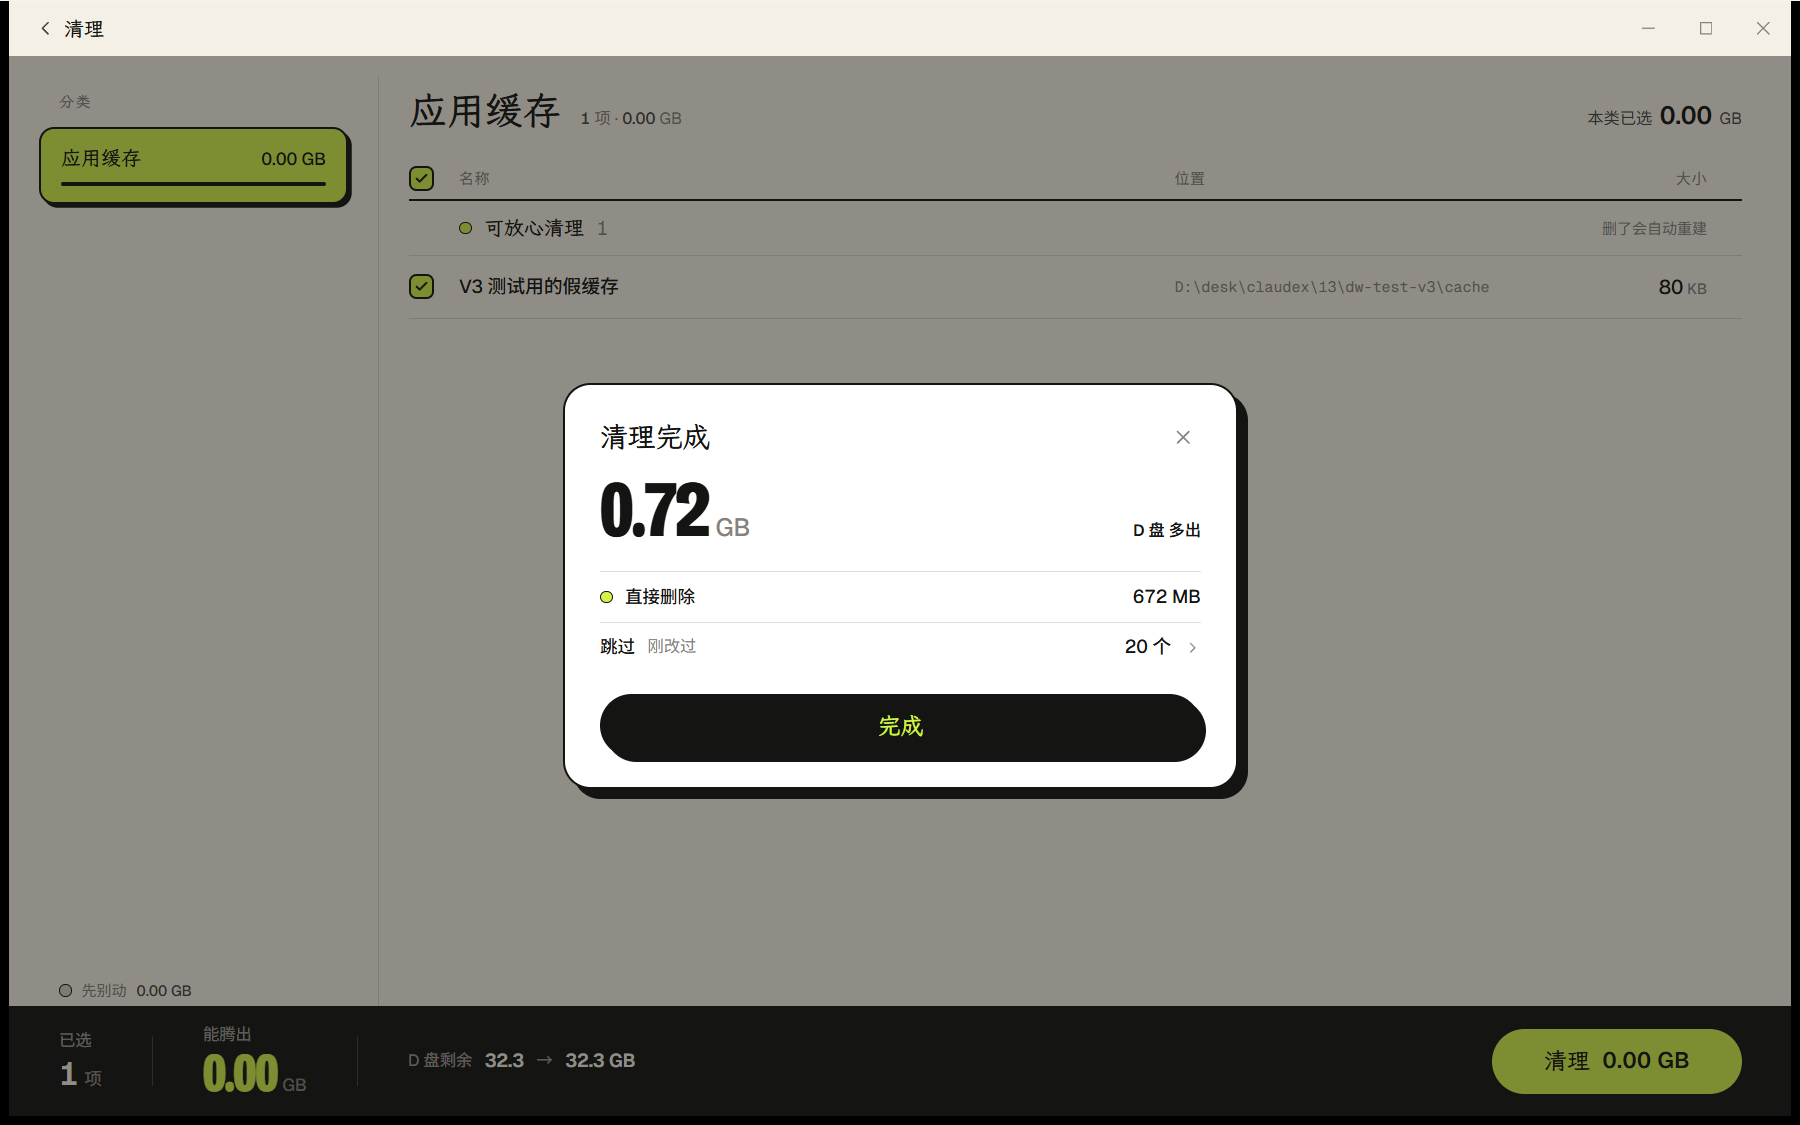 清理
分类
应用缓存 0.00 GB
应用缓存 1 项 · 0.00 GB 本类已选 0.00 GB
名称 位置 大小
可放心清理 1 删了会自动重建
V3 测试用的假缓存 D:\desk\claudex\13\dw-test-v3\cache 80 KB
清理完成
0.72 GB D 盘 多出
直接删除 672 MB
跳过 刚改过 20 个
完成
先别动 0.00 GB
已选
1 项
能腾出
0.00 GB
D 盘剩余 32.3 → 32.3 GB
清理 0.00 GB